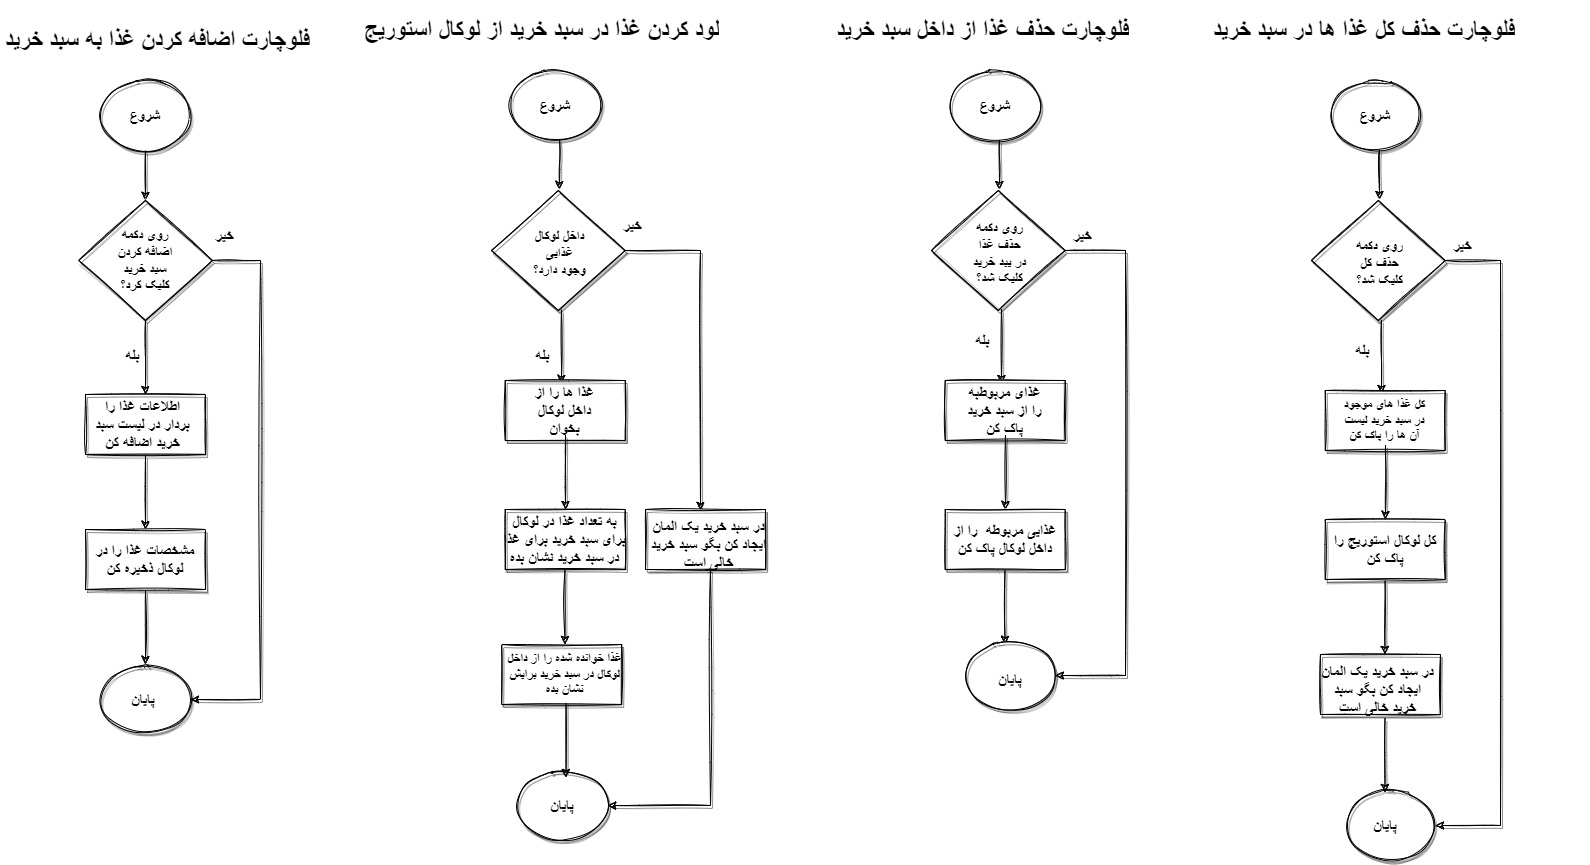 فلوچارت اضافه کردن غذا به سبد خرید
شروع
روی دکمه
اضافه کردن
سبد خرید
کلیک کرد؟
خیر
بله
اطلاعات غذا را
بردار در لیست سبد
خرید اضافه کن
مشخصات غذا را در
لوکال ذخیره کن
پایان
لود کردن غذا در سبد خرید از لوکال استوریج
شروع
داخل لوکال
غذایی
وجود دارد؟
خیر
بله
غذا ها را از
داخل لوکال
بخوان
به تعداد غذا در لوکال
برای سبد خرید برای غذ
در سبد خرید نشان بده
در سبد خرید یک المان
ایجاد کن بگو سبد خرید
خالی است
غذا خوانده شده را از داخل
لوکال در سبد خرید برایش
نشان بده
پایان
فلوچارت حذف غذا از داخل سبد خرید
شروع
روی دکمه
حذف غذا
در یبد خرید
کلیک شد؟
خیر
بله
غذای مربوطبه
را از سبد خرید
پاک کن
غذایی مربوطه را از
داخل لوکال پاک کن
پایان
فلوچارت حذف کل غذا ها در سبد خرید
شروع
روی دکمه
حذف کل
کلیک شد؟
خیر
بله
کل غذا های موجود
در سبد خرید لیست
آن ها را پاک کن
کل لوکال استوریج را
پاک کن
در سبد خرید یک المان
ایجاد کن بگو سبد
خرید خالی است
پایان